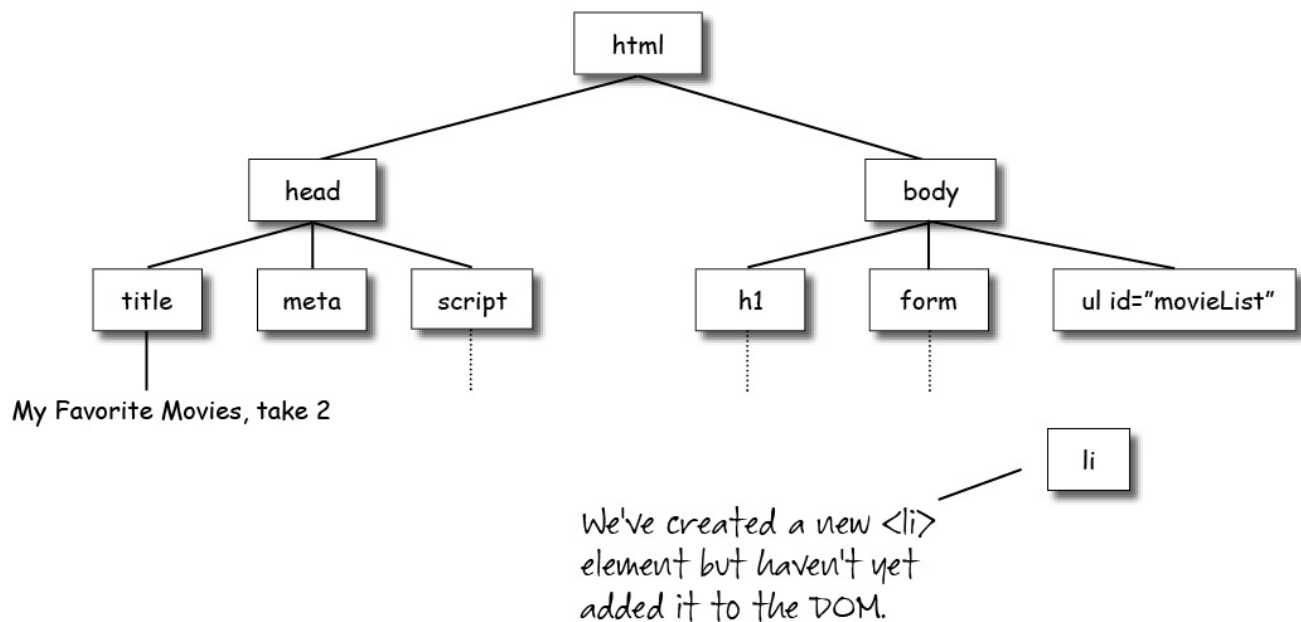 html
head
body
title
meta
script
h1
form
ul id=”movieList”
My Favorite Movies, take 2
li
We've created a new <li>
element but haven't yet
added it to the DOM.